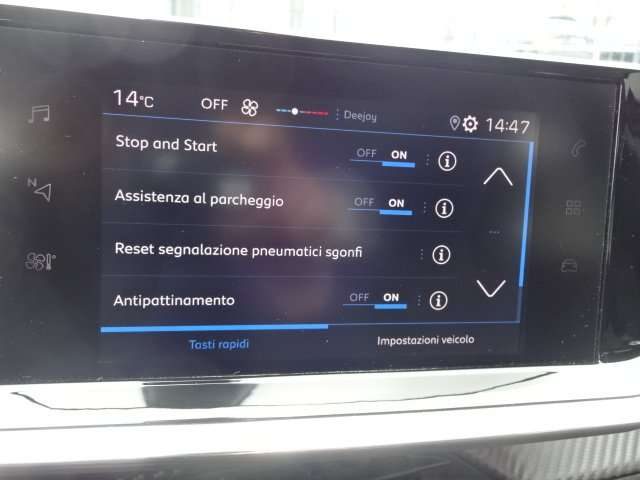 14°C OFF Deejoy 14:47
Stop and Start OFF ON
Assistenza al parcheggio OFF ON
N
Reset segnalazione pneumatici sgonfi
Antipattinamento OFF ON
Tasti rapidi Impostazioni veicolo